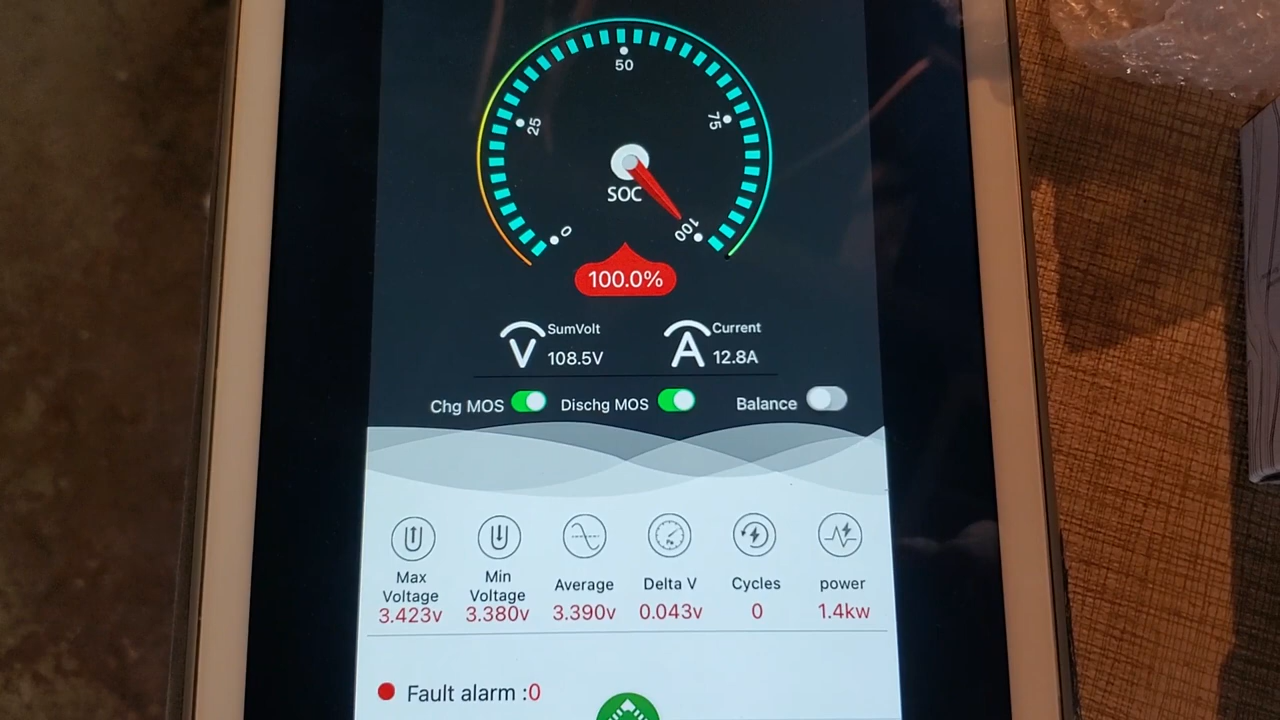 50
25
75
SOC
0
100
100.0%
SumVolt
108.5V
Current
12.8A
V
A
Chg MOS
Dischg MOS
Balance
Max Voltage
3.423v
Min Voltage
3.380v
Average
3.390v
Delta V
0.043v
Cycles
0
power
1.4kw
Fault alarm :0